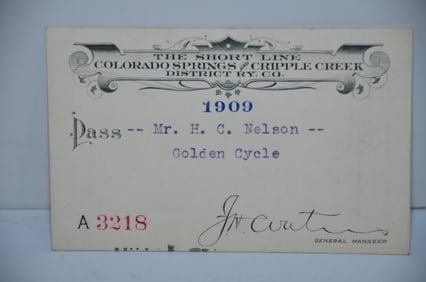 THE SHORT LINE
COLORADO SPRINGS AND CRIPPLE CREEK
DISTRICT RY. CO.
1909
Pass -- Mr. H. C. Nelson --
Golden Cycle
A 3218
GENERAL MANAGER